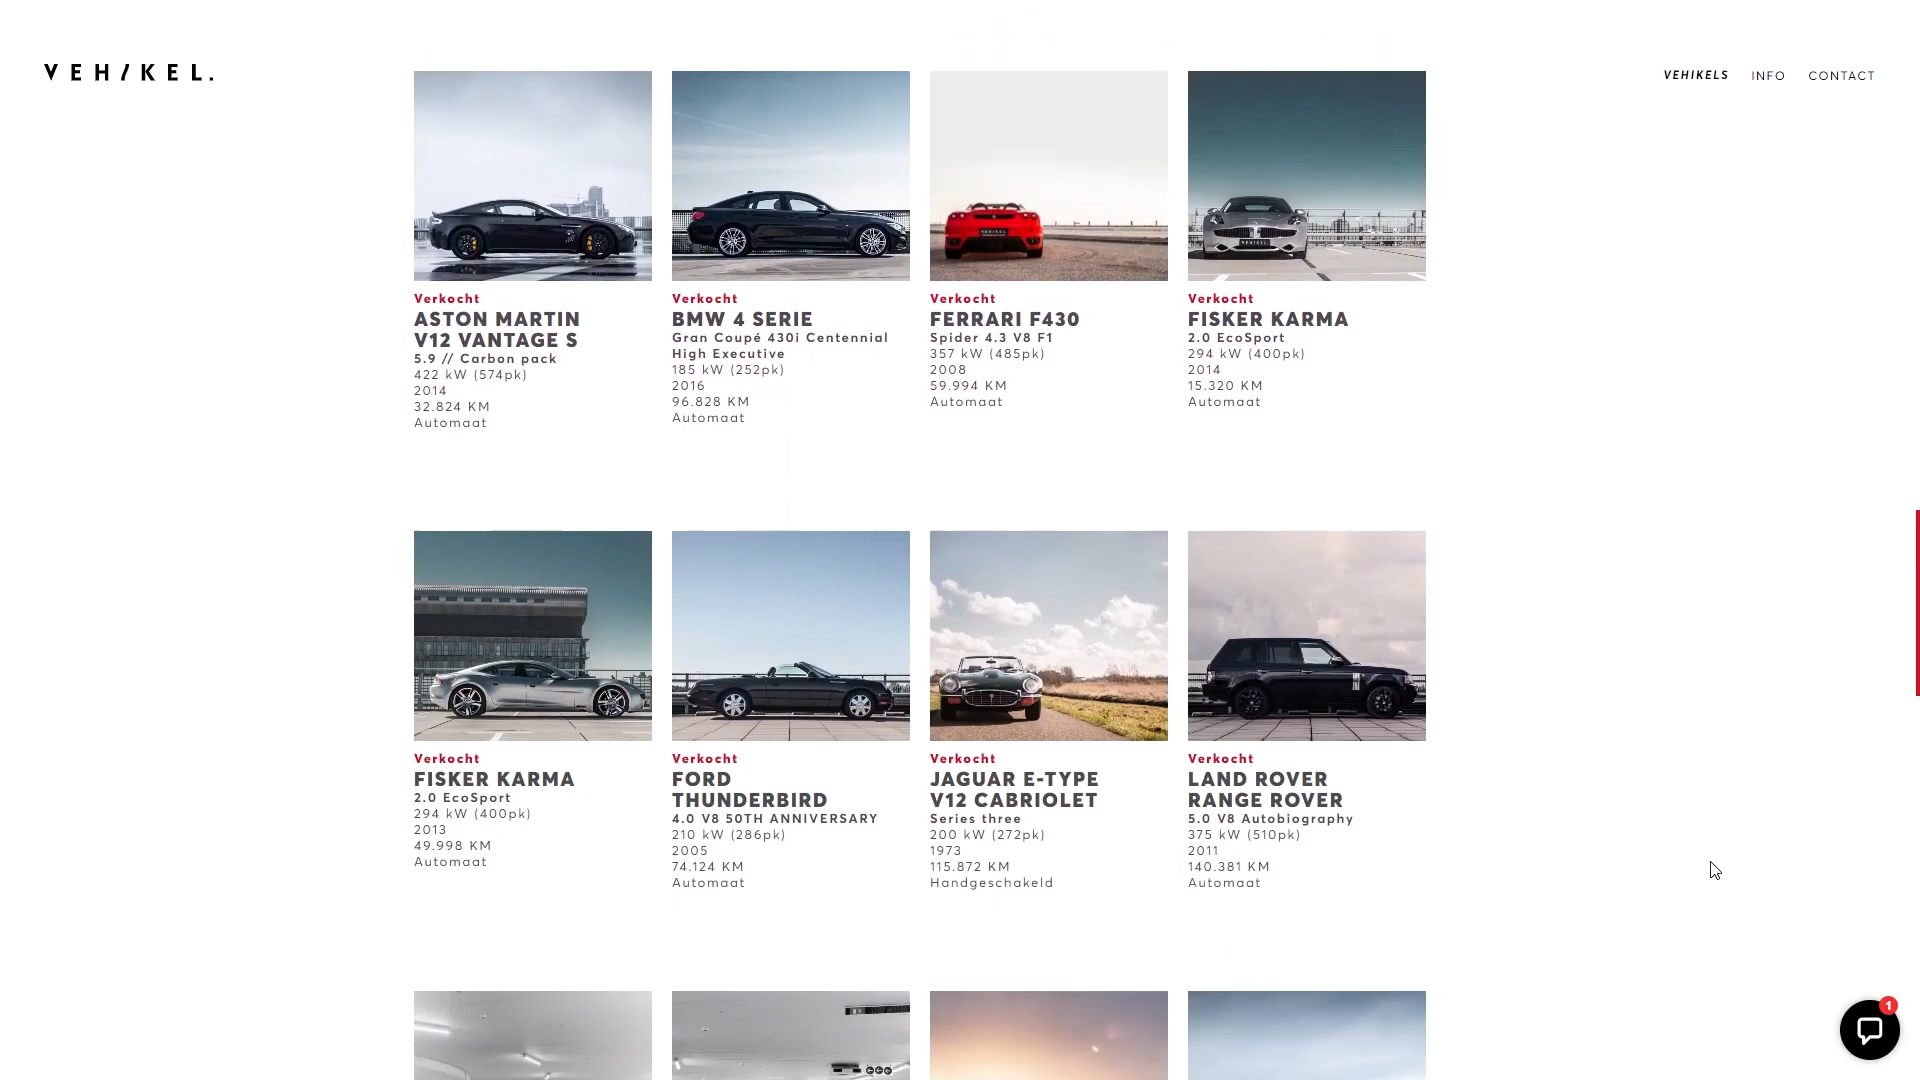 VEHIKEL.
VEHIKELS INFO CONTACT
Verkocht
ASTON MARTIN
V12 VANTAGE S
5.9 // Carbon pack
422 kW (574pk)
2014
32.824 KM
Automaat
Verkocht
BMW 4 SERIE
Gran Coupé 430i Centennial
High Executive
185 kW (252pk)
2016
96.828 KM
Automaat
Verkocht
FERRARI F430
Spider 4.3 V8 F1
357 kW (485pk)
2008
59.994 KM
Automaat
Verkocht
FISKER KARMA
2.0 EcoSport
294 kW (400pk)
2014
15.320 KM
Automaat
Verkocht
FISKER KARMA
2.0 EcoSport
294 kW (400pk)
2013
49.998 KM
Automaat
Verkocht
FORD
THUNDERBIRD
4.0 V8 50TH ANNIVERSARY
210 kW (286pk)
2005
74.124 KM
Automaat
Verkocht
JAGUAR E-TYPE
V12 CABRIOLET
Series three
200 kW (272pk)
1973
115.872 KM
Handgeschakeld
Verkocht
LAND ROVER
RANGE ROVER
5.0 V8 Autobiography
375 kW (510pk)
2011
140.381 KM
Automaat
1